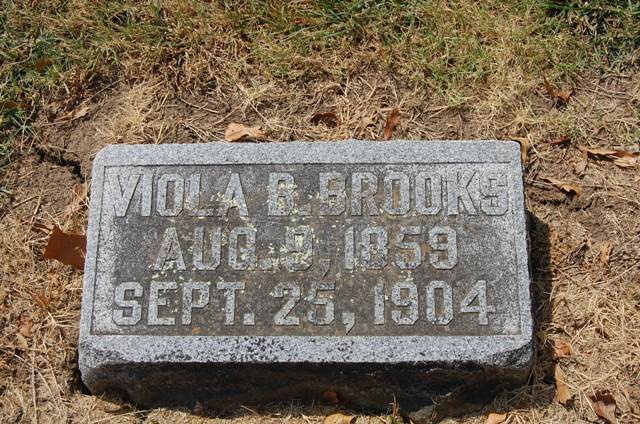 VIOLA B. BROOKS
AUG. 9, 1859
SEPT. 25, 1904